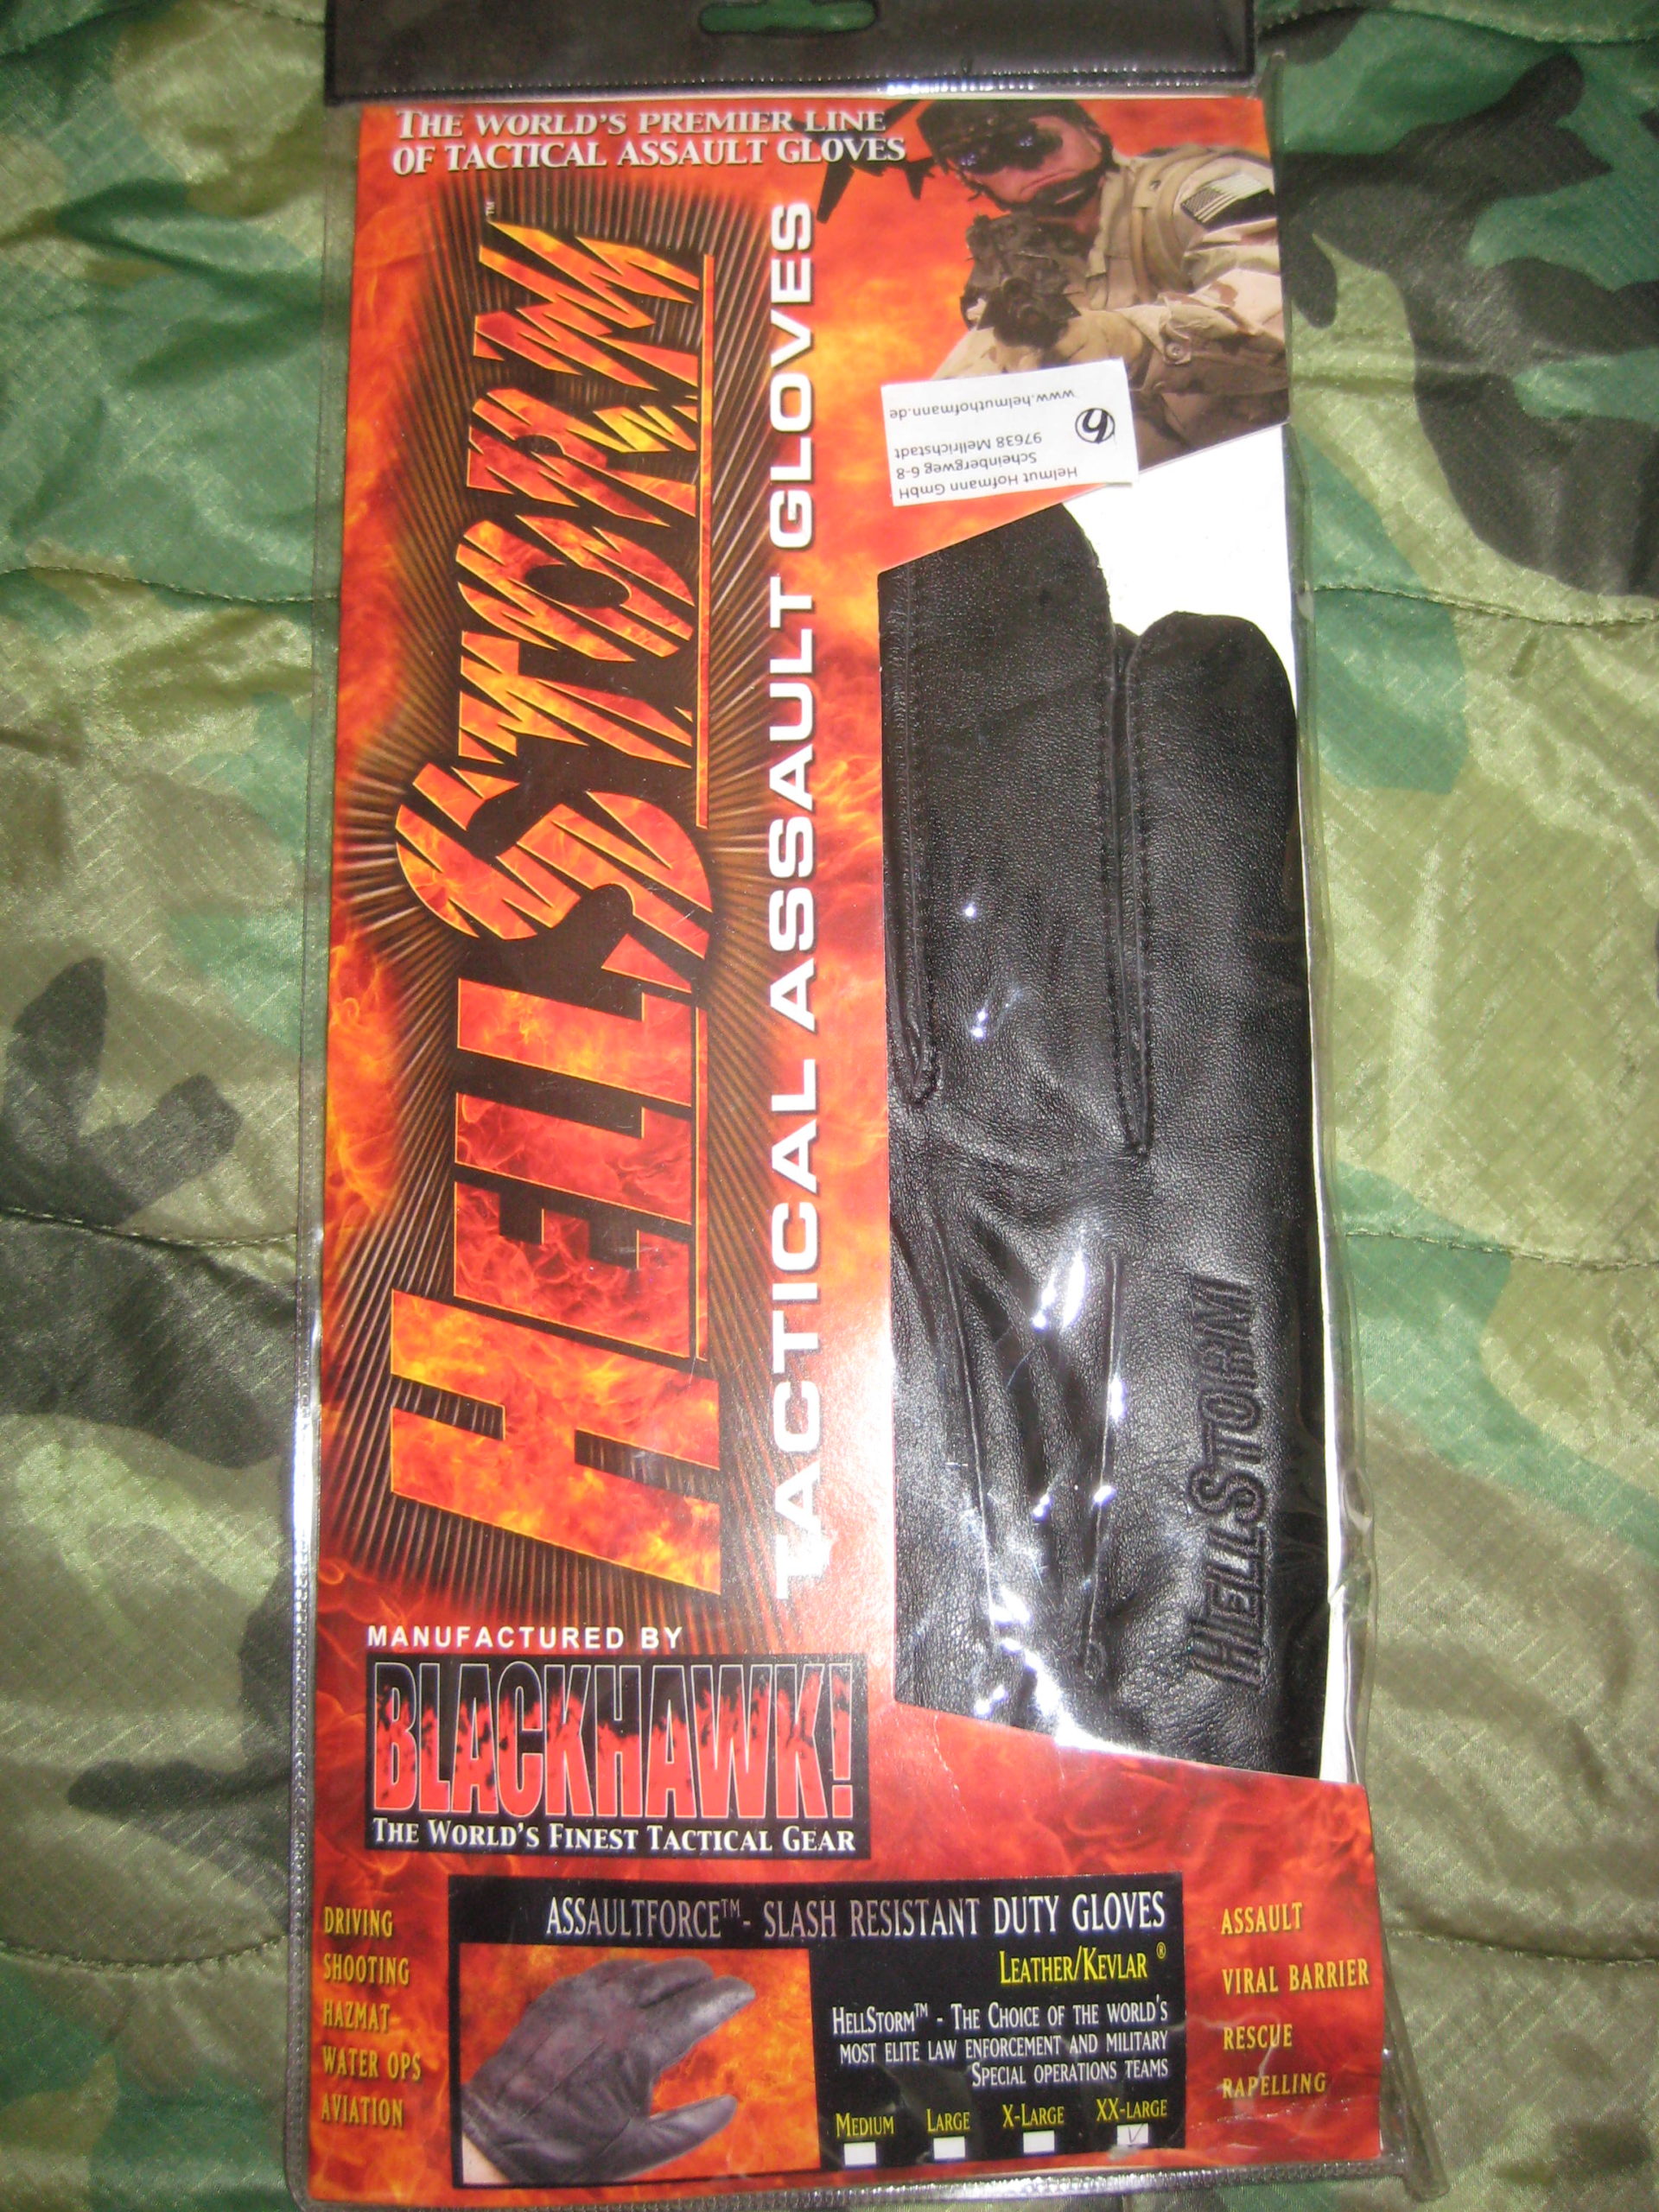 THE WORLD'S PREMIER LINE
OF TACTICAL ASSAULT GLOVES
HELLSTORM™
TACTICAL ASSAULT GLOVES
Helmut Hofmann GmbH
Scheinbergweg 6-8
97638 Mellrichstadt
www.helmuthofmann.de
h
HELLSTORM
MANUFACTURED BY
BLACKHAWK!
THE WORLD'S FINEST TACTICAL GEAR
DRIVING
SHOOTING
HAZMAT
WATER OPS
AVIATION
ASSAULTFORCE™- SLASH RESISTANT DUTY GLOVES
LEATHER/KEVLAR ®
HELLSTORM™ - THE CHOICE OF THE WORLD'S
MOST ELITE LAW ENFORCEMENT AND MILITARY
SPECIAL OPERATIONS TEAMS
MEDIUM LARGE X-LARGE XX-LARGE
ASSAULT
VIRAL BARRIER
RESCUE
RAPELLING